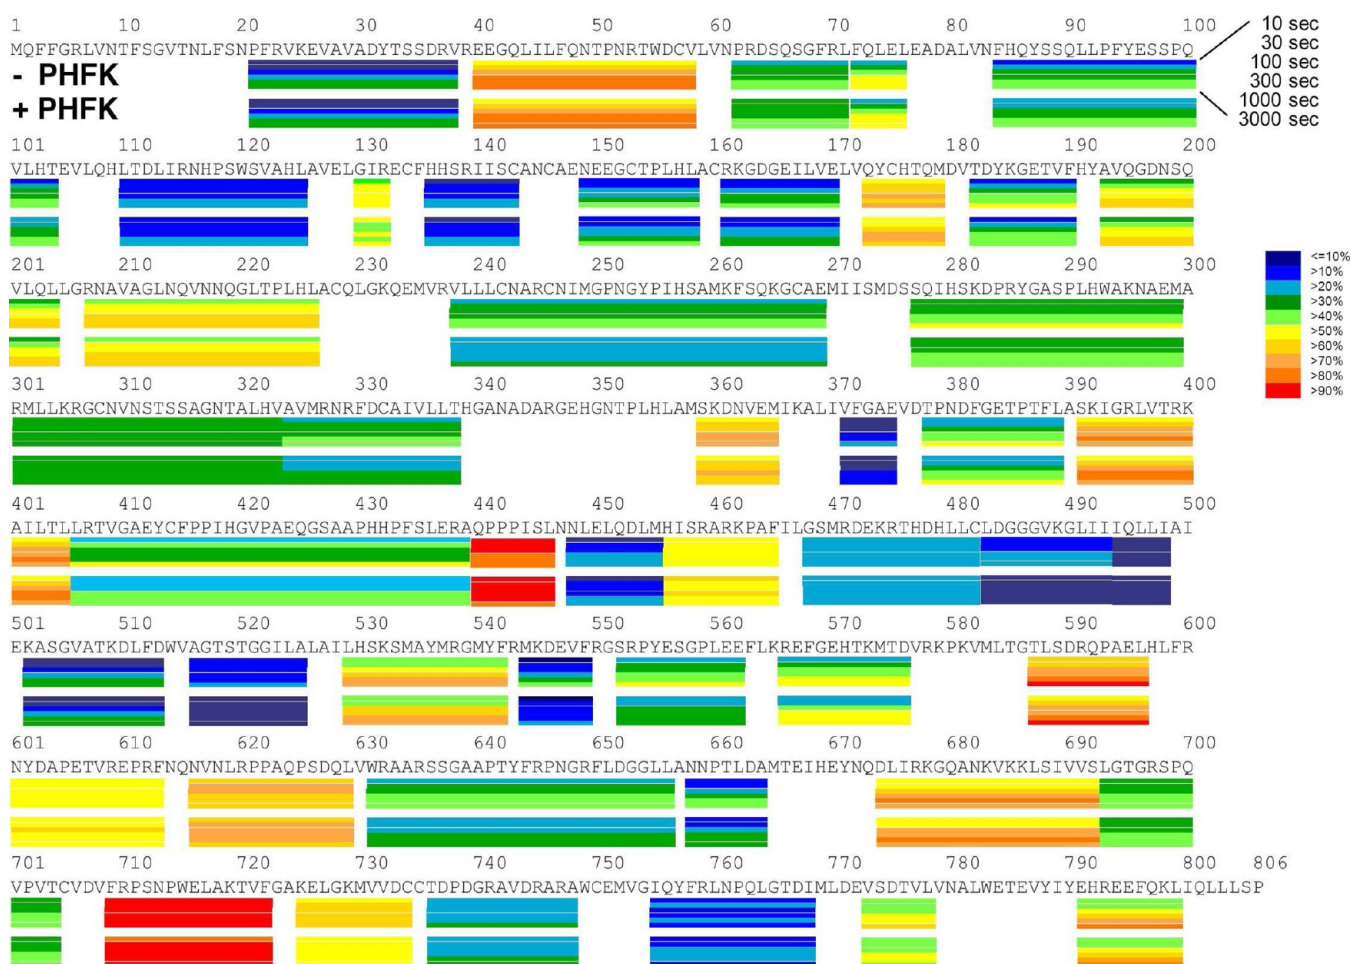 1 10 20 30 40 50 60 70 80 90 100
MQFFGRLVNTFSGVTNLFSNPFRVKEVAVADYTSSDRVREEGQLILFQNTPNRTWDCVLVNPRDSQSGFRLFQLELEADALVNFHQYSSQLLPFYESSPQ
10 sec
30 sec
100 sec
300 sec
1000 sec
3000 sec
- PHFK
+ PHFK
101 110 120 130 140 150 160 170 180 190 200
VLHTEVLQHLTDLIRNHPSWSVAHLAVELGIRECFHHSRIISCANCAENEEGCTPLHLACRKGDGEILVELVQYCHTQMDVTDYKGETVFHYAVQGDNSQ
201 210 220 230 240 250 260 270 280 290 300
VLQLLGRNAVAGLNQVNNQGLTPLHLACQLGKQEMVRVLLLCNARCNIMGPNGYPIHSAMKFSQKGCAEMIISMDSSQIHSKDPRYGASPLHWAKNAEMA
<=10%
>10%
>20%
>30%
>40%
>50%
>60%
>70%
>80%
>90%
301 310 320 330 340 350 360 370 380 390 400
RMLLKRGCNVNSTSSAGNTALHVAVMRNRFDCAIVLLTHGANADARGEHGNTPLHLAMSKDNVEMIKALIVFGAEVDTPNDFGETPTFLASKIGRLVTRK
401 410 420 430 440 450 460 470 480 490 500
AILTLLRTVGAEYCFPPIHGVPAEQGSAAPHHPFSLERAQPPPISLNNLELQDLMHISRARKPAFILGSMRDEKRTHDHLLCLDGGGVKGLIIIQLLIAI
501 510 520 530 540 550 560 570 580 590 600
EKASGVATKDLFDWVAGTSTGGILALAILHSKSMAYMRGMYFRMKDEVFRGSRPYESGPLEEFLKREFGEHTKMTDVRKPKVMLTGTLSDRQPAELHLFR
601 610 620 630 640 650 660 670 680 690 700
NYDAPETVREPRFNQNVNLRPPAQPSDQLVWRAARSSGAAPTYFRPNGRFLDGGLLANNPTLDAMTEIHEYNQDLIRKGQANKVKKLSIVVSLGTGRSPQ
701 710 720 730 740 750 760 770 780 790 800 806
VPVTCVDVFRPSNPWELAKTVFGAKELGKMVVDCCTDPDGRAVDRARAWCEMVGIQYFRLNPQLGTDIMLDEVSDTVLVNALWETEVYIYEHREEFQKLIQLLLSP